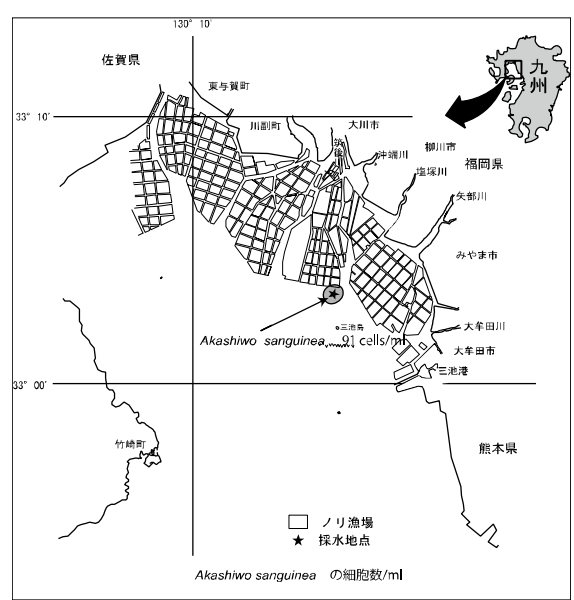 130° 10'
佐賀県
東与賀町
九州
33° 10'
川副町
大川市
筑後川
沖端川
柳川市
福岡県
塩塚川
矢部川
みやま市
三池島
大牟田川
Akashiwo sanguinea 91 cells/ml
大牟田市
三池港
33° 00'
竹崎町
熊本県
ノリ漁場
★ 採水地点
Akashiwo sanguinea の細胞数/ml